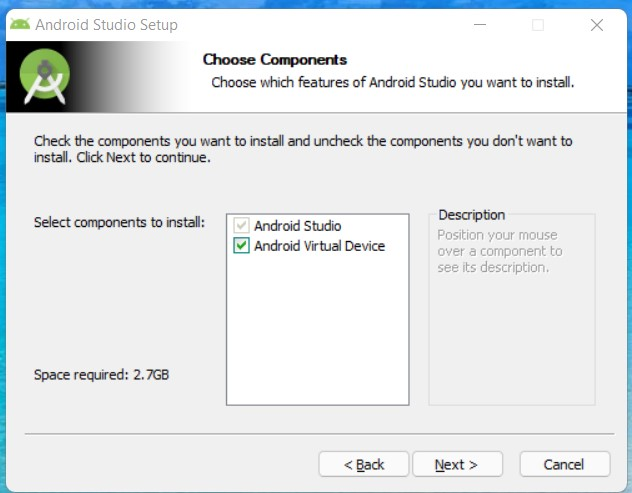 Android Studio Setup
Choose Components
Choose which features of Android Studio you want to install.
Check the components you want to install and uncheck the components you don't want to
install. Click Next to continue.
Select components to install:
Android Studio
Android Virtual Device
Description
Position your mouse
over a component to
see its description.
Space required: 2.7GB
< Back
Next >
Cancel